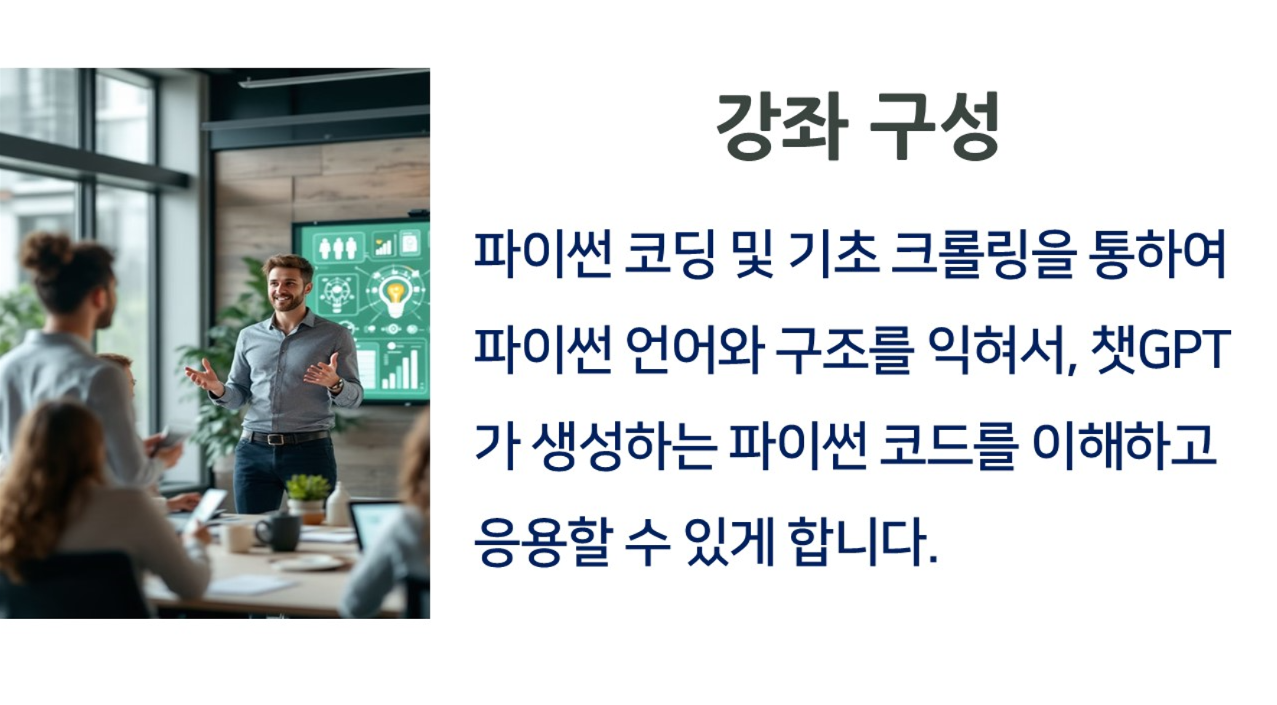 강좌 구성
파이썬 코딩 및 기초 크롤링을 통하여
파이썬 언어와 구조를 익혀서, 챗GPT
가 생성하는 파이썬 코드를 이해하고
응용할 수 있게 합니다.